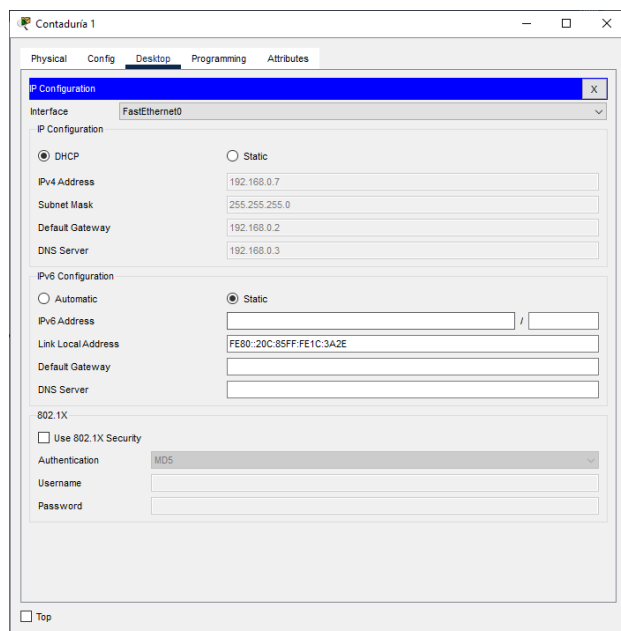 Contaduría 1
Physical Config Desktop Programming Attributes
IP Configuration X
Interface FastEthernet0
IP Configuration
DHCP Static
IPv4 Address 192.168.0.7
Subnet Mask 255.255.255.0
Default Gateway 192.168.0.2
DNS Server 192.168.0.3
IPv6 Configuration
Automatic Static
IPv6 Address /
Link Local Address FE80::20C:85FF:FE1C:3A2E
Default Gateway
DNS Server
802.1X
Use 802.1X Security
Authentication MD5
Username
Password
Top